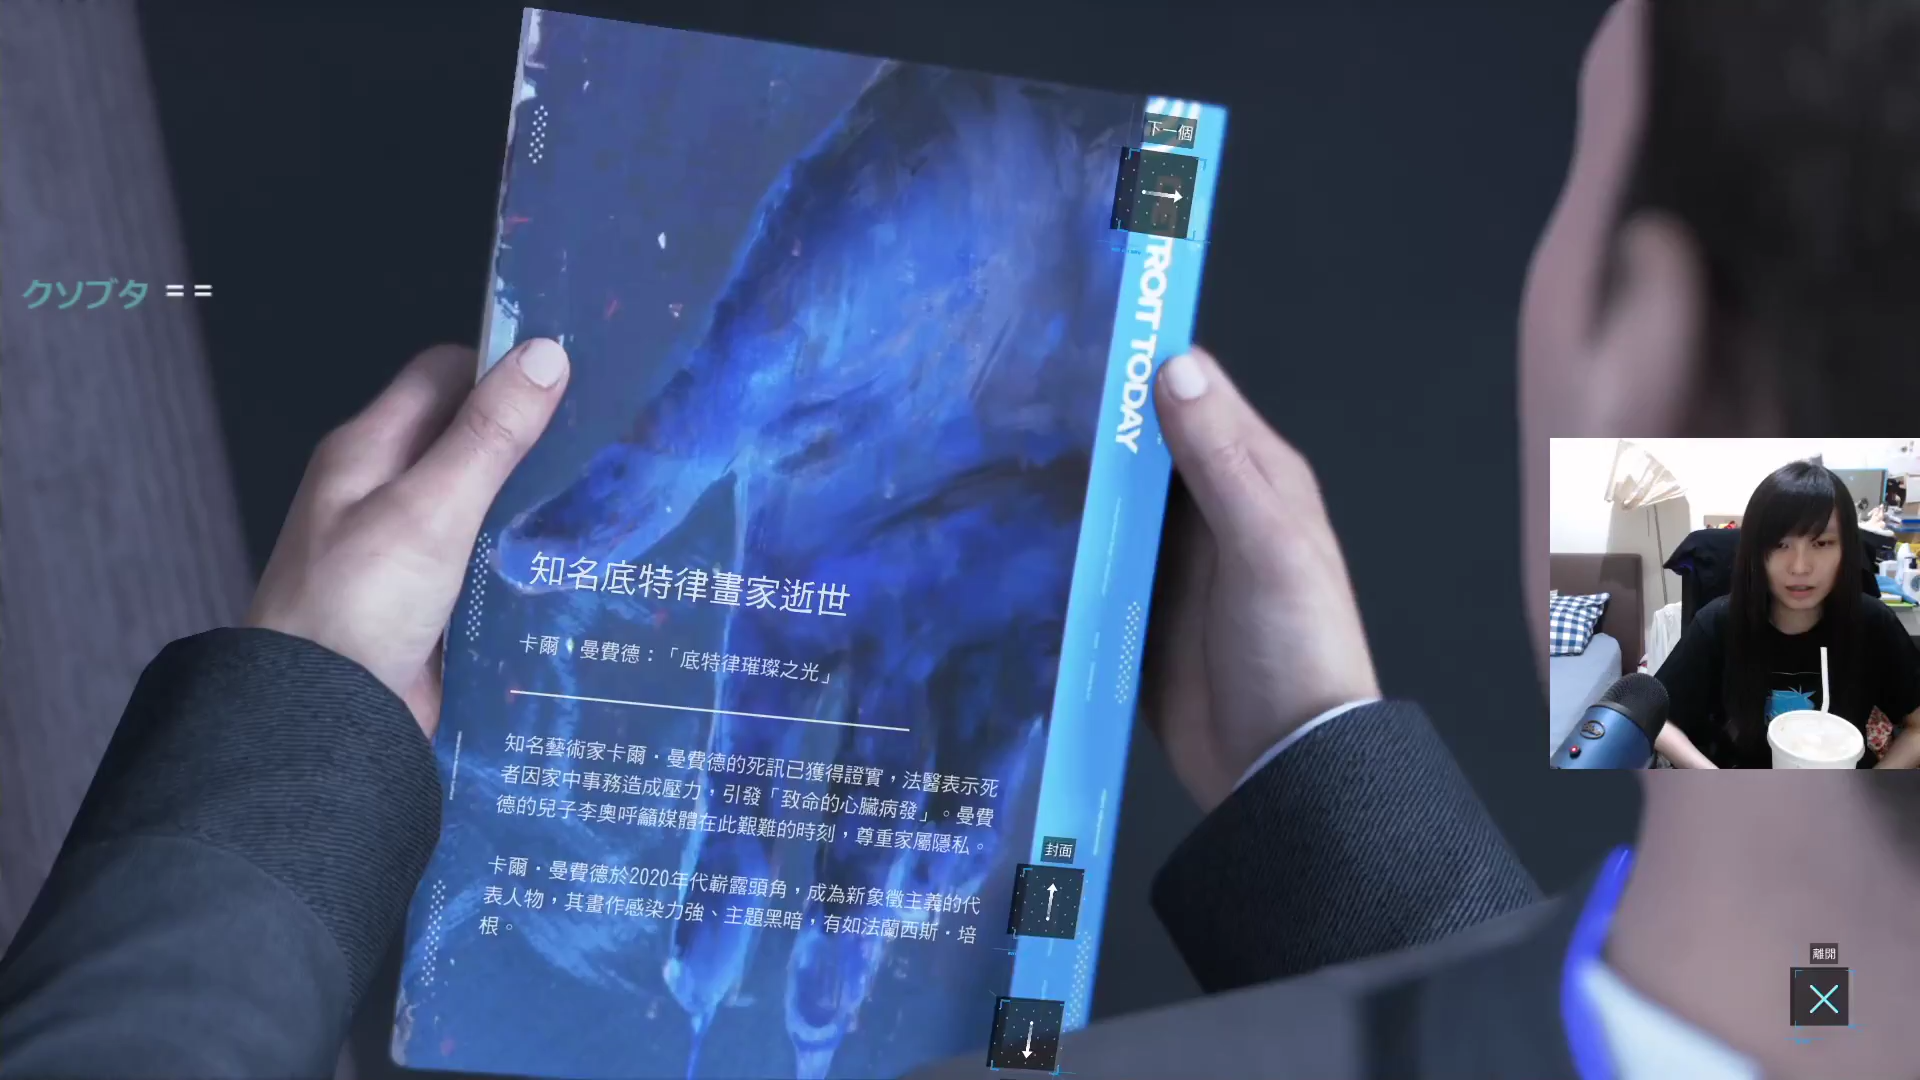 下一個
TROIT TODAY
クソブタ ==
知名底特律畫家逝世
卡爾·曼費德：「底特律璀璨之光」
知名藝術家卡爾·曼費德的死訊已獲得證實，法醫表示死
者因家中事務造成壓力，引發「致命的心臟病發」。曼費
德的兒子李奧呼籲媒體在此艱難的時刻，尊重家屬隱私。
卡爾·曼費德於2020年代嶄露頭角，成為新象徵主義的代
表人物，其畫作感染力強、主題黑暗，有如法蘭西斯·培
根。
封面
離開